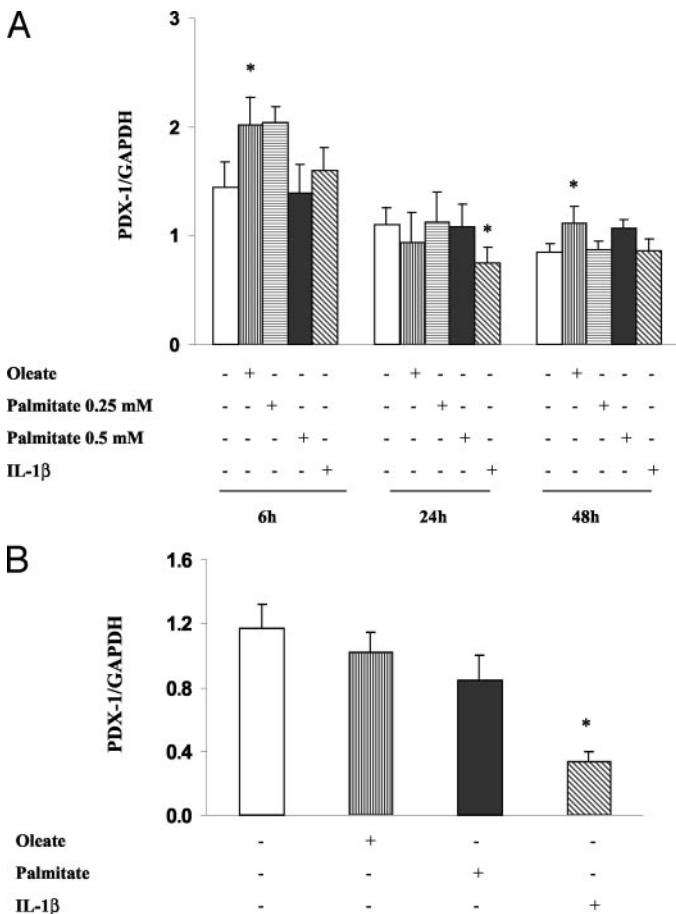 A
PDX-1/GAPDH
3
2
1
0
*
*
*
Oleate - + - - - - + - - - - + - - -
Palmitate 0.25 mM - - + - - - - + - - - - + - -
Palmitate 0.5 mM - - - + - - - - + - - - - + -
IL-1β - - - - + - - - - + - - - - +
6h 24h 48h
B
PDX-1/GAPDH
1.6
1.2
0.8
0.4
0.0
*
Oleate - + - -
Palmitate - - + -
IL-1β - - - +